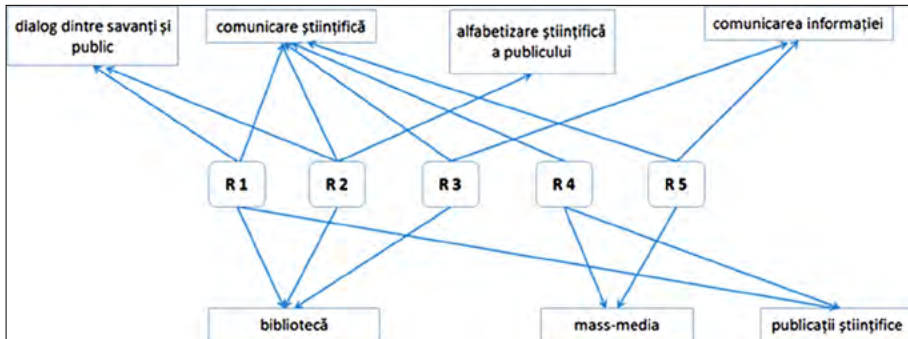 dialog dintre savanți și
public
comunicare științifică
alfabetizare științifică
a publicului
comunicarea informației
R 1
R 2
R 3
R 4
R 5
bibliotecă
mass-media
publicații științifice